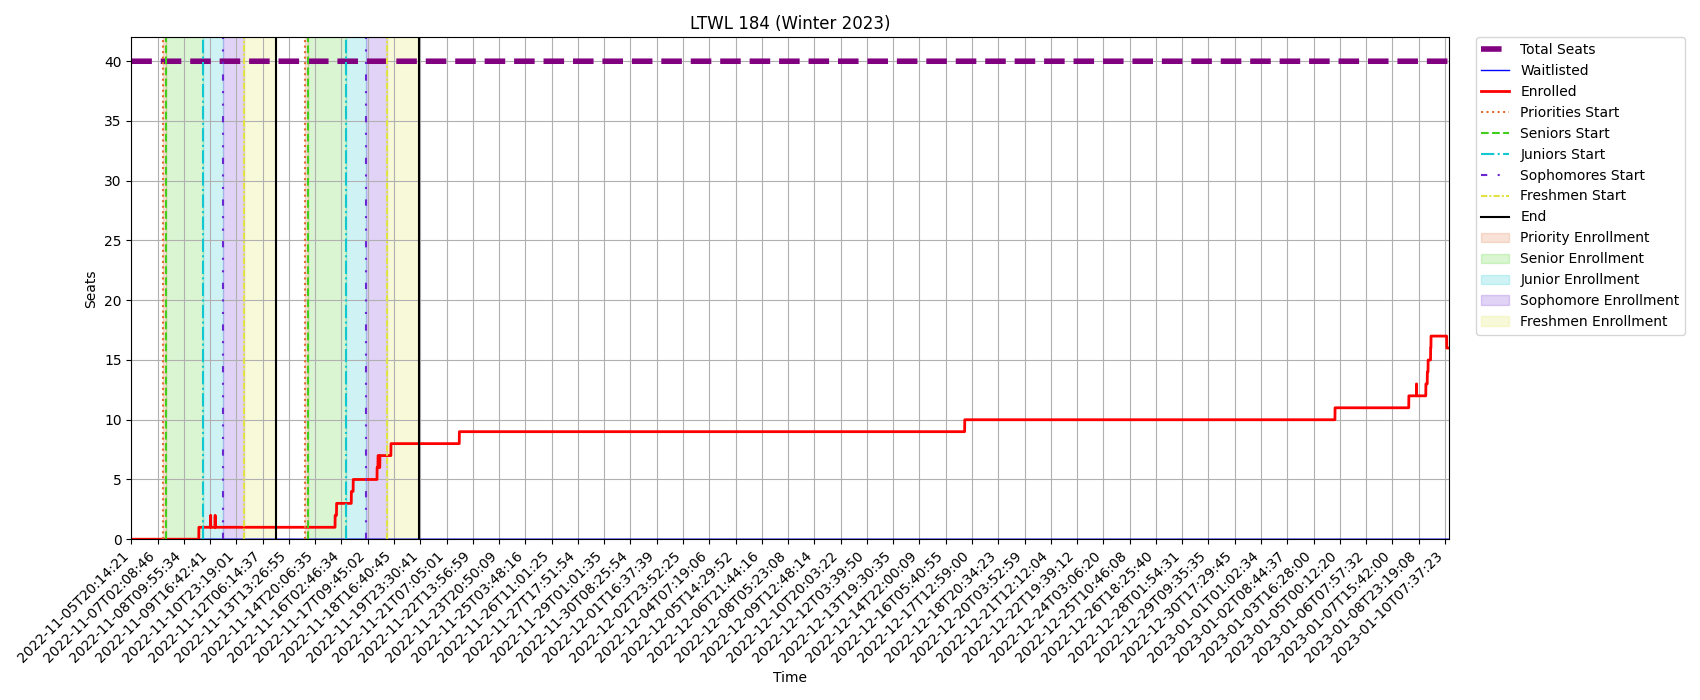 LTWL 184 (Winter 2023)
40
35
30
25
20
15
10
5
0
Seats
2022-11-05T20:14:21
2022-11-07T02:08:46
2022-11-08T09:55:34
2022-11-09T16:42:41
2022-11-10T23:19:01
2022-11-12T06:14:37
2022-11-13T13:26:55
2022-11-14T20:06:35
2022-11-16T02:46:34
2022-11-17T09:45:02
2022-11-18T16:40:45
2022-11-19T23:30:41
2022-11-21T07:05:01
2022-11-22T13:56:59
2022-11-23T20:50:09
2022-11-25T03:48:16
2022-11-26T11:01:25
2022-11-27T17:51:54
2022-11-29T01:01:35
2022-11-30T08:25:54
2022-12-01T16:37:39
2022-12-02T23:52:25
2022-12-04T07:19:06
2022-12-05T14:29:52
2022-12-06T21:44:16
2022-12-08T05:23:08
2022-12-09T12:48:14
2022-12-10T20:03:22
2022-12-12T03:39:50
2022-12-13T19:30:35
2022-12-14T22:00:09
2022-12-16T05:40:55
2022-12-17T12:59:00
2022-12-18T20:34:23
2022-12-20T03:52:59
2022-12-21T12:12:04
2022-12-22T19:39:12
2022-12-24T03:06:20
2022-12-25T10:46:08
2022-12-26T18:25:40
2022-12-28T01:54:31
2022-12-29T09:35:35
2022-12-30T17:29:45
2023-01-01T01:02:34
2023-01-02T08:44:37
2023-01-03T16:28:00
2023-01-05T00:12:20
2023-01-06T07:57:32
2023-01-07T15:42:00
2023-01-08T23:19:08
2023-01-10T07:37:23
Time
Total Seats
Waitlisted
Enrolled
Priorities Start
Seniors Start
Juniors Start
Sophomores Start
Freshmen Start
End
Priority Enrollment
Senior Enrollment
Junior Enrollment
Sophomore Enrollment
Freshmen Enrollment